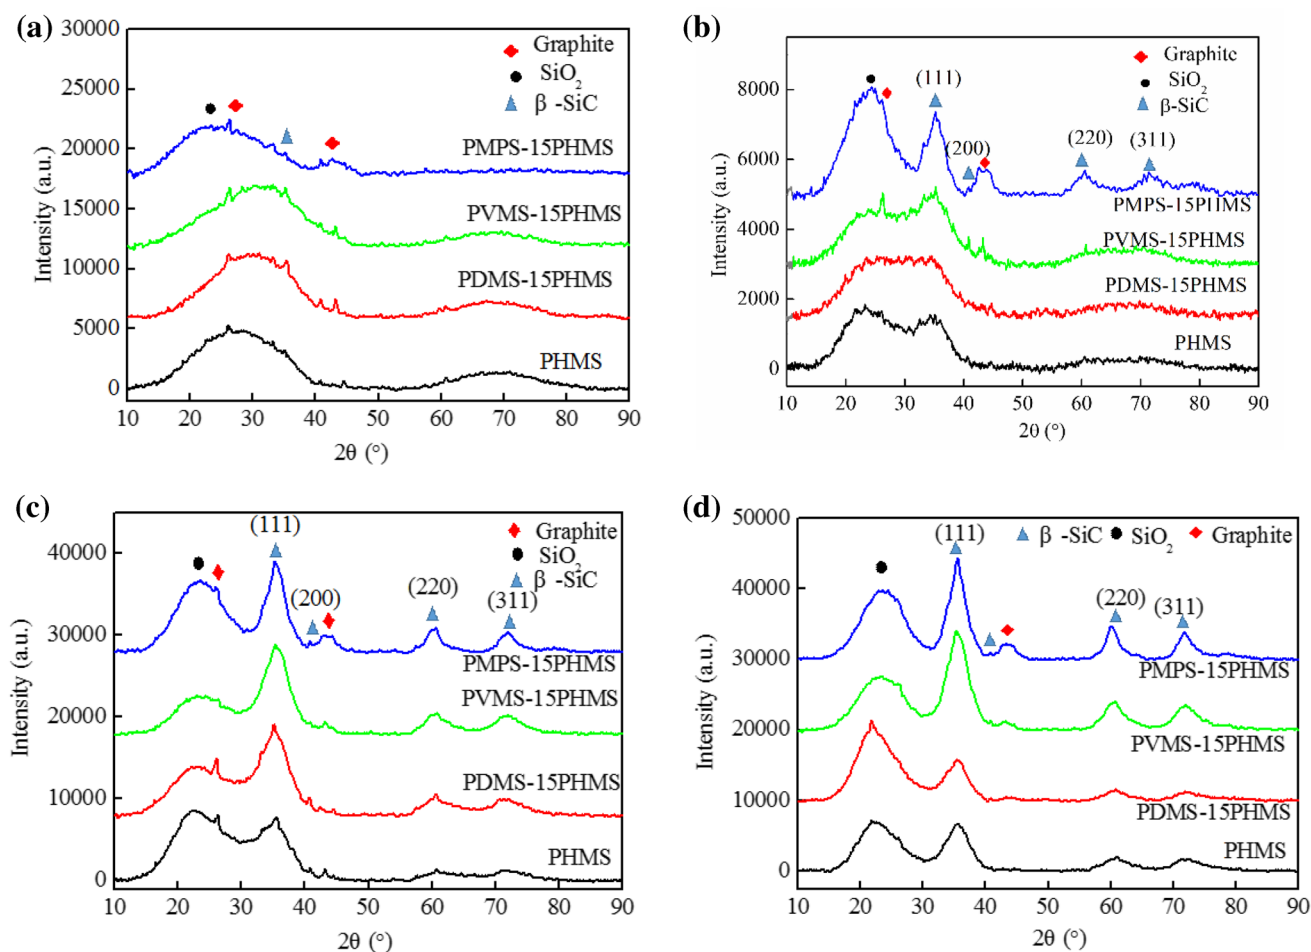 (a)
30000
25000
20000
15000
10000
5000
0
Intensity (a.u.)
Graphite
SiO2
β -SiC
PMPS-15PHMS
PVMS-15PHMS
PDMS-15PHMS
PHMS
10 20 30 40 50 60 70 80 90
2θ (°)
(b)
8000
6000
4000
2000
0
Intensity (a.u.)
Graphite
SiO2
β-SiC
(111)
(200)
(220)
(311)
PMPS-15PHMS
PVMS-15PHMS
PDMS-15PHMS
PHMS
10 20 30 40 50 60 70 80 90
2θ (°)
(c)
40000
30000
20000
10000
0
Intensity (a.u.)
Graphite
SiO2
β -SiC
(111)
(200)
(220)
(311)
PMPS-15PHMS
PVMS-15PHMS
PDMS-15PHMS
PHMS
10 20 30 40 50 60 70 80 90
2θ (°)
(d)
50000
40000
30000
20000
10000
0
Intensity (a.u.)
β -SiC SiO2 Graphite
(111)
(220)
(311)
PMPS-15PHMS
PVMS-15PHMS
PDMS-15PHMS
PHMS
10 20 30 40 50 60 70 80 90
2θ (°)